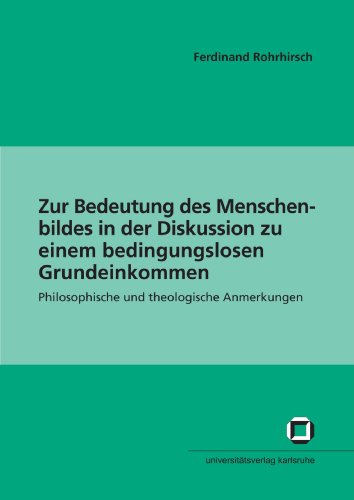 Ferdinand Rohrhirsch
Zur Bedeutung des Menschen-
bildes in der Diskussion zu
einem bedingungslosen
Grundeinkommen
Philosophische und theologische Anmerkungen
universitätsverlag karlsruhe